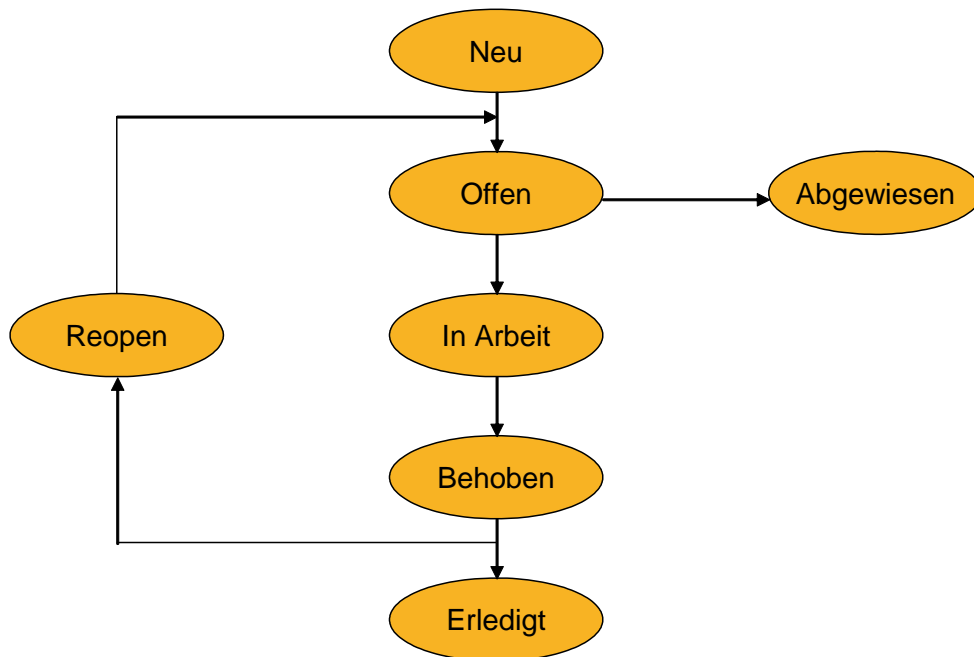 Neu
Offen
Abgewiesen
Reopen
In Arbeit
Behoben
Erledigt